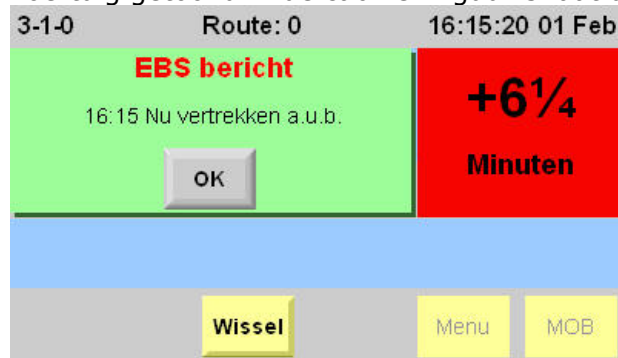 3-1-0 Route: 0 16:15:20 01 Feb
EBS bericht
16:15 Nu vertrekken a.u.b.
OK
+6¼
Minuten
Wissel Menu MOB